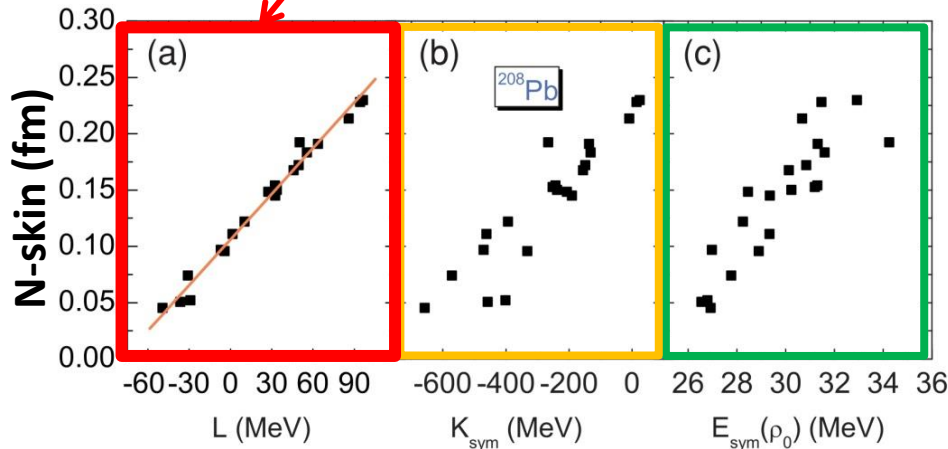 N-skin (fm)
0.30
0.25
0.20
0.15
0.10
0.05
0.00
(a)
-60 -30 0 30 60 90
L (MeV)
(b)
208Pb
-600 -400 -200 0
Ksym (MeV)
(c)
26 28 30 32 34 36
Esym(ρ0) (MeV)